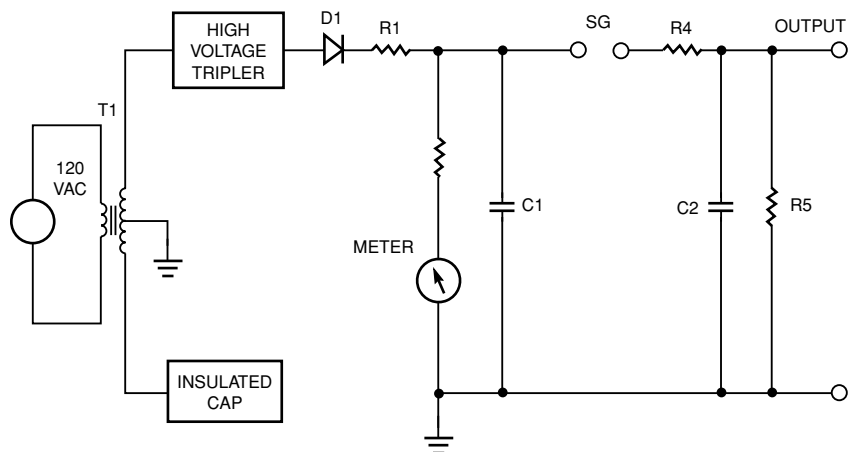 D1
HIGH
VOLTAGE
TRIPLER
R1
SG
R4
OUTPUT
T1
120
VAC
C1
C2
R5
METER
INSULATED
CAP